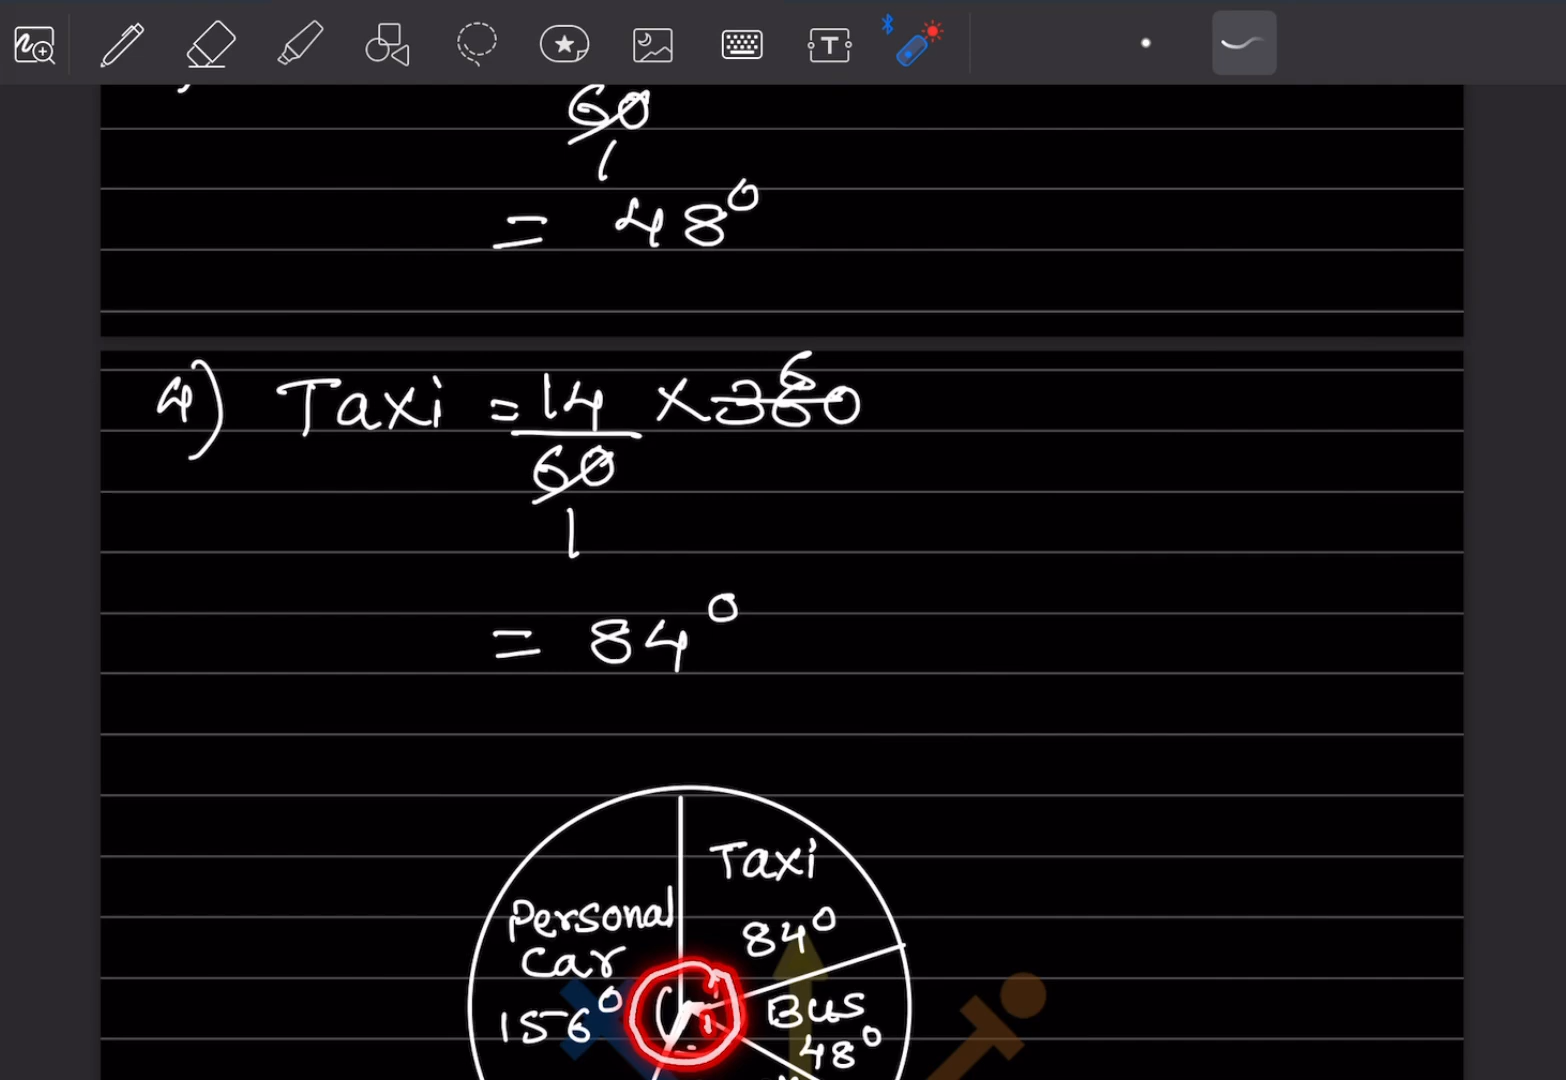 60
1
= 48°
4) Taxi = 14 × 360
6
60
1
= 84°
Taxi
84°
Personal
Car
156°
Bus
48°